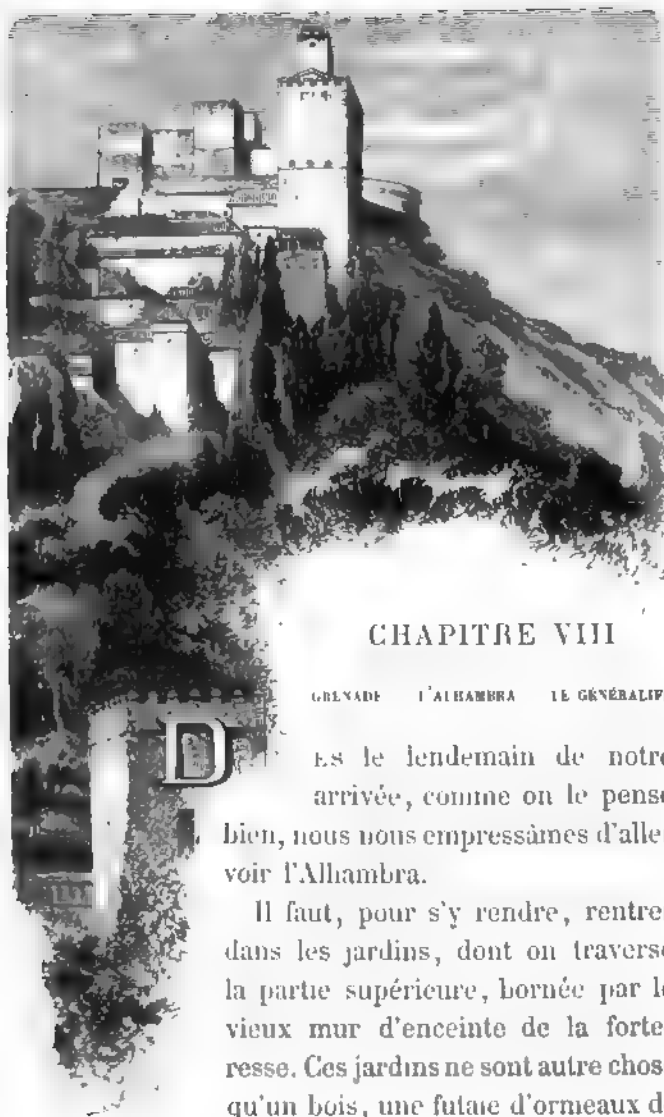 CHAPITRE VIII
GRENADE L'ALHAMBRA LE GÉNÉRALIF
DÈS le lendemain de notre
arrivée, comme on le pense
bien, nous nous empressâmes d'alle
voir l'Alhambra.
Il faut, pour s'y rendre, rentre
dans les jardins, dont on traverse
la partie supérieure, bornée par l
vieux mur d'enceinte de la forte
resse. Ces jardins ne sont autre chos
qu'un bois, une futaie d'ormeaux d